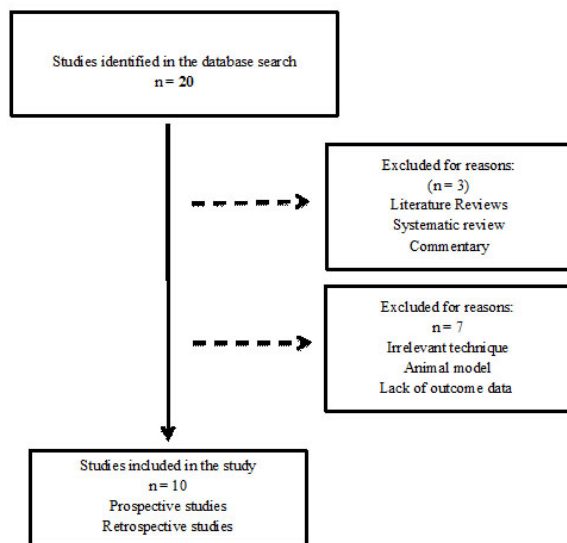 Studies identified in the database search
n = 20
Excluded for reasons:
(n = 3)
Literature Reviews
Systematic review
Commentary
Excluded for reasons:
n = 7
Irrelevant technique
Animal model
Lack of outcome data
Studies included in the study
n = 10
Prospective studies
Retrospective studies